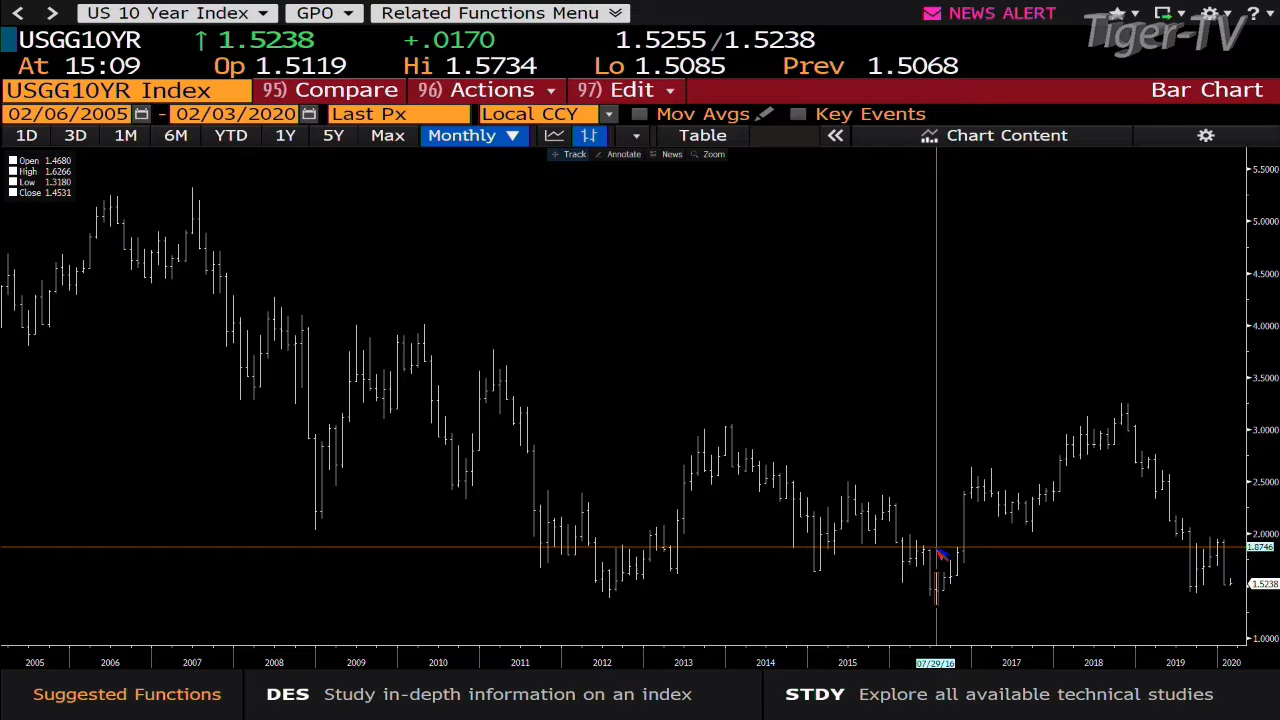 < > US 10 Year Index GPO Related Functions Menu NEWS ALERT ?
Tiger-TV
USGG10YR ↑ 1.5238 +.0170 1.5255/1.5238
At 15:09 Op 1.5119 Hi 1.5734 Lo 1.5085 Prev 1.5068
USGG10YR Index 95) Compare 96) Actions 97) Edit Bar Chart
02/06/2005 - 02/03/2020 Last Px Local CCY Mov Avgs Key Events
1D 3D 1M 6M YTD 1Y 5Y Max Monthly ▼ Table « Chart Content
Track Annotate News Zoom
Open 1.4680
High 1.6266
Low 1.3180
Close 1.4531
5.5000
5.0000
4.5000
4.0000
3.5000
3.0000
2.5000
2.0000
1.8746
1.5238
1.0000
2005 2006 2007 2008 2009 2010 2011 2012 2013 2014 2015 07/29/16 2017 2018 2019 2020
Suggested Functions DES Study in-depth information on an index STDY Explore all available technical studies